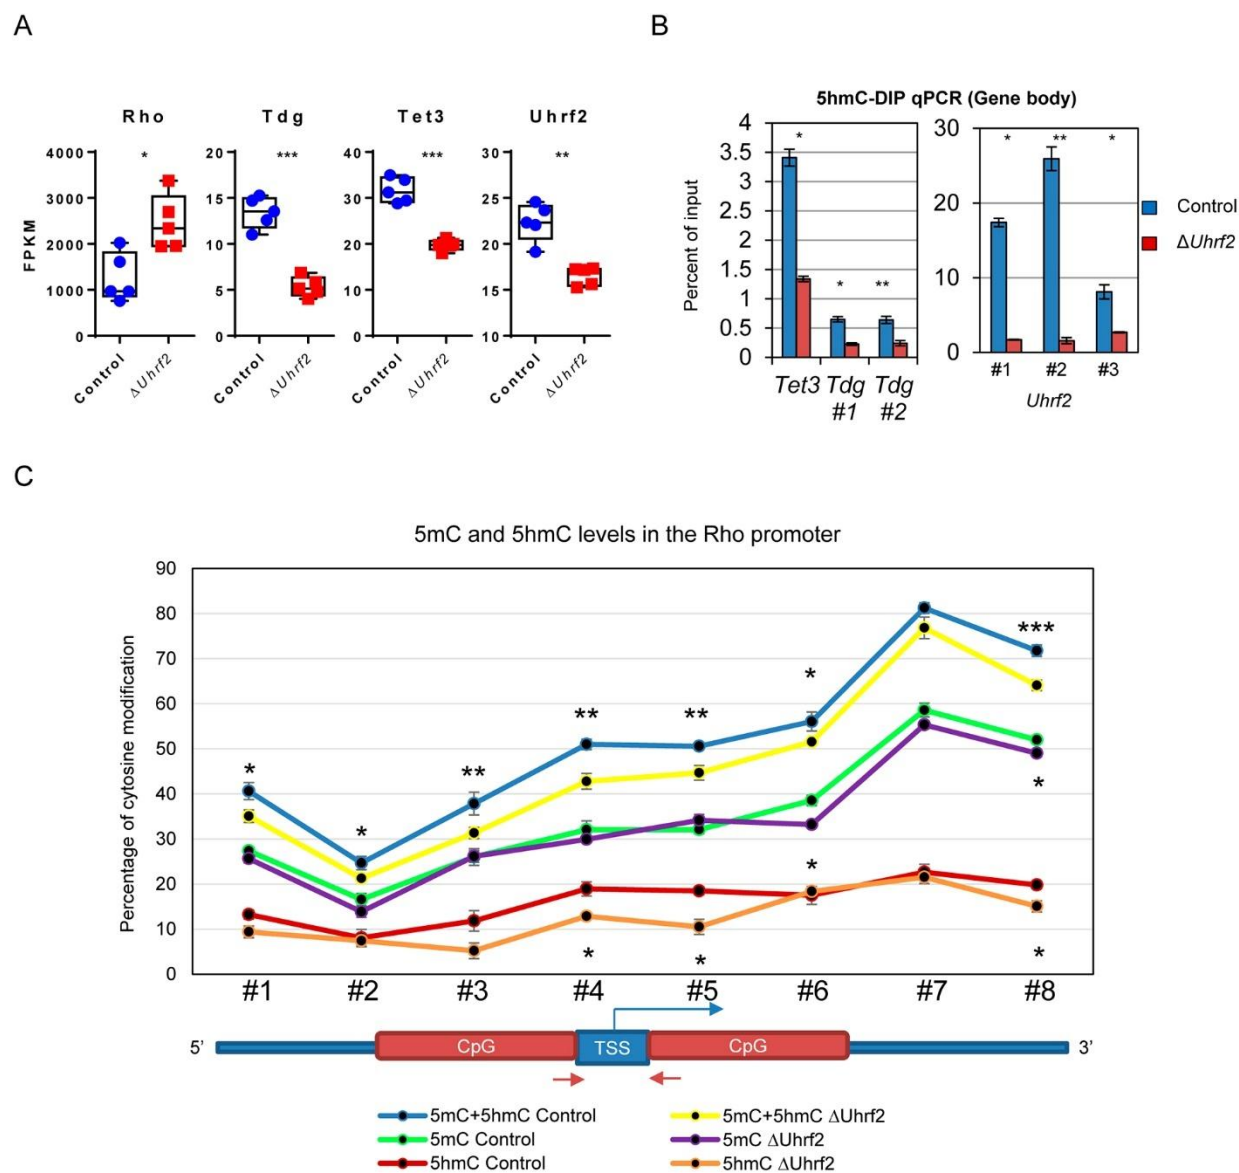 A
B
Rho Tdg Tet3 Uhrf2
FPKM
4000
3000
2000
1000
0
*
Control
ΔUhrf2
20
15
10
5
0
***
Control
ΔUhrf2
40
30
20
10
0
***
Control
ΔUhrf2
30
25
20
15
10
**
Control
ΔUhrf2
5hmC-DIP qPCR (Gene body)
Percent of input
4
3.5
3
2.5
2
1.5
1
0.5
0
* * **
Tet3 Tdg Tdg
#1 #2
30
20
10
0
* ** *
#1 #2 #3
Uhrf2
Control
ΔUhrf2
C
5mC and 5hmC levels in the Rho promoter
Percentage of cytosine modification
90
80
70
60
50
40
30
20
10
0
* * ** ** ** * ***
* *
* * *
#1 #2 #3 #4 #5 #6 #7 #8
5' CpG TSS CpG 3'
5mC+5hmC Control 5mC+5hmC ΔUhrf2
5mC Control 5mC ΔUhrf2
5hmC Control 5hmC ΔUhrf2